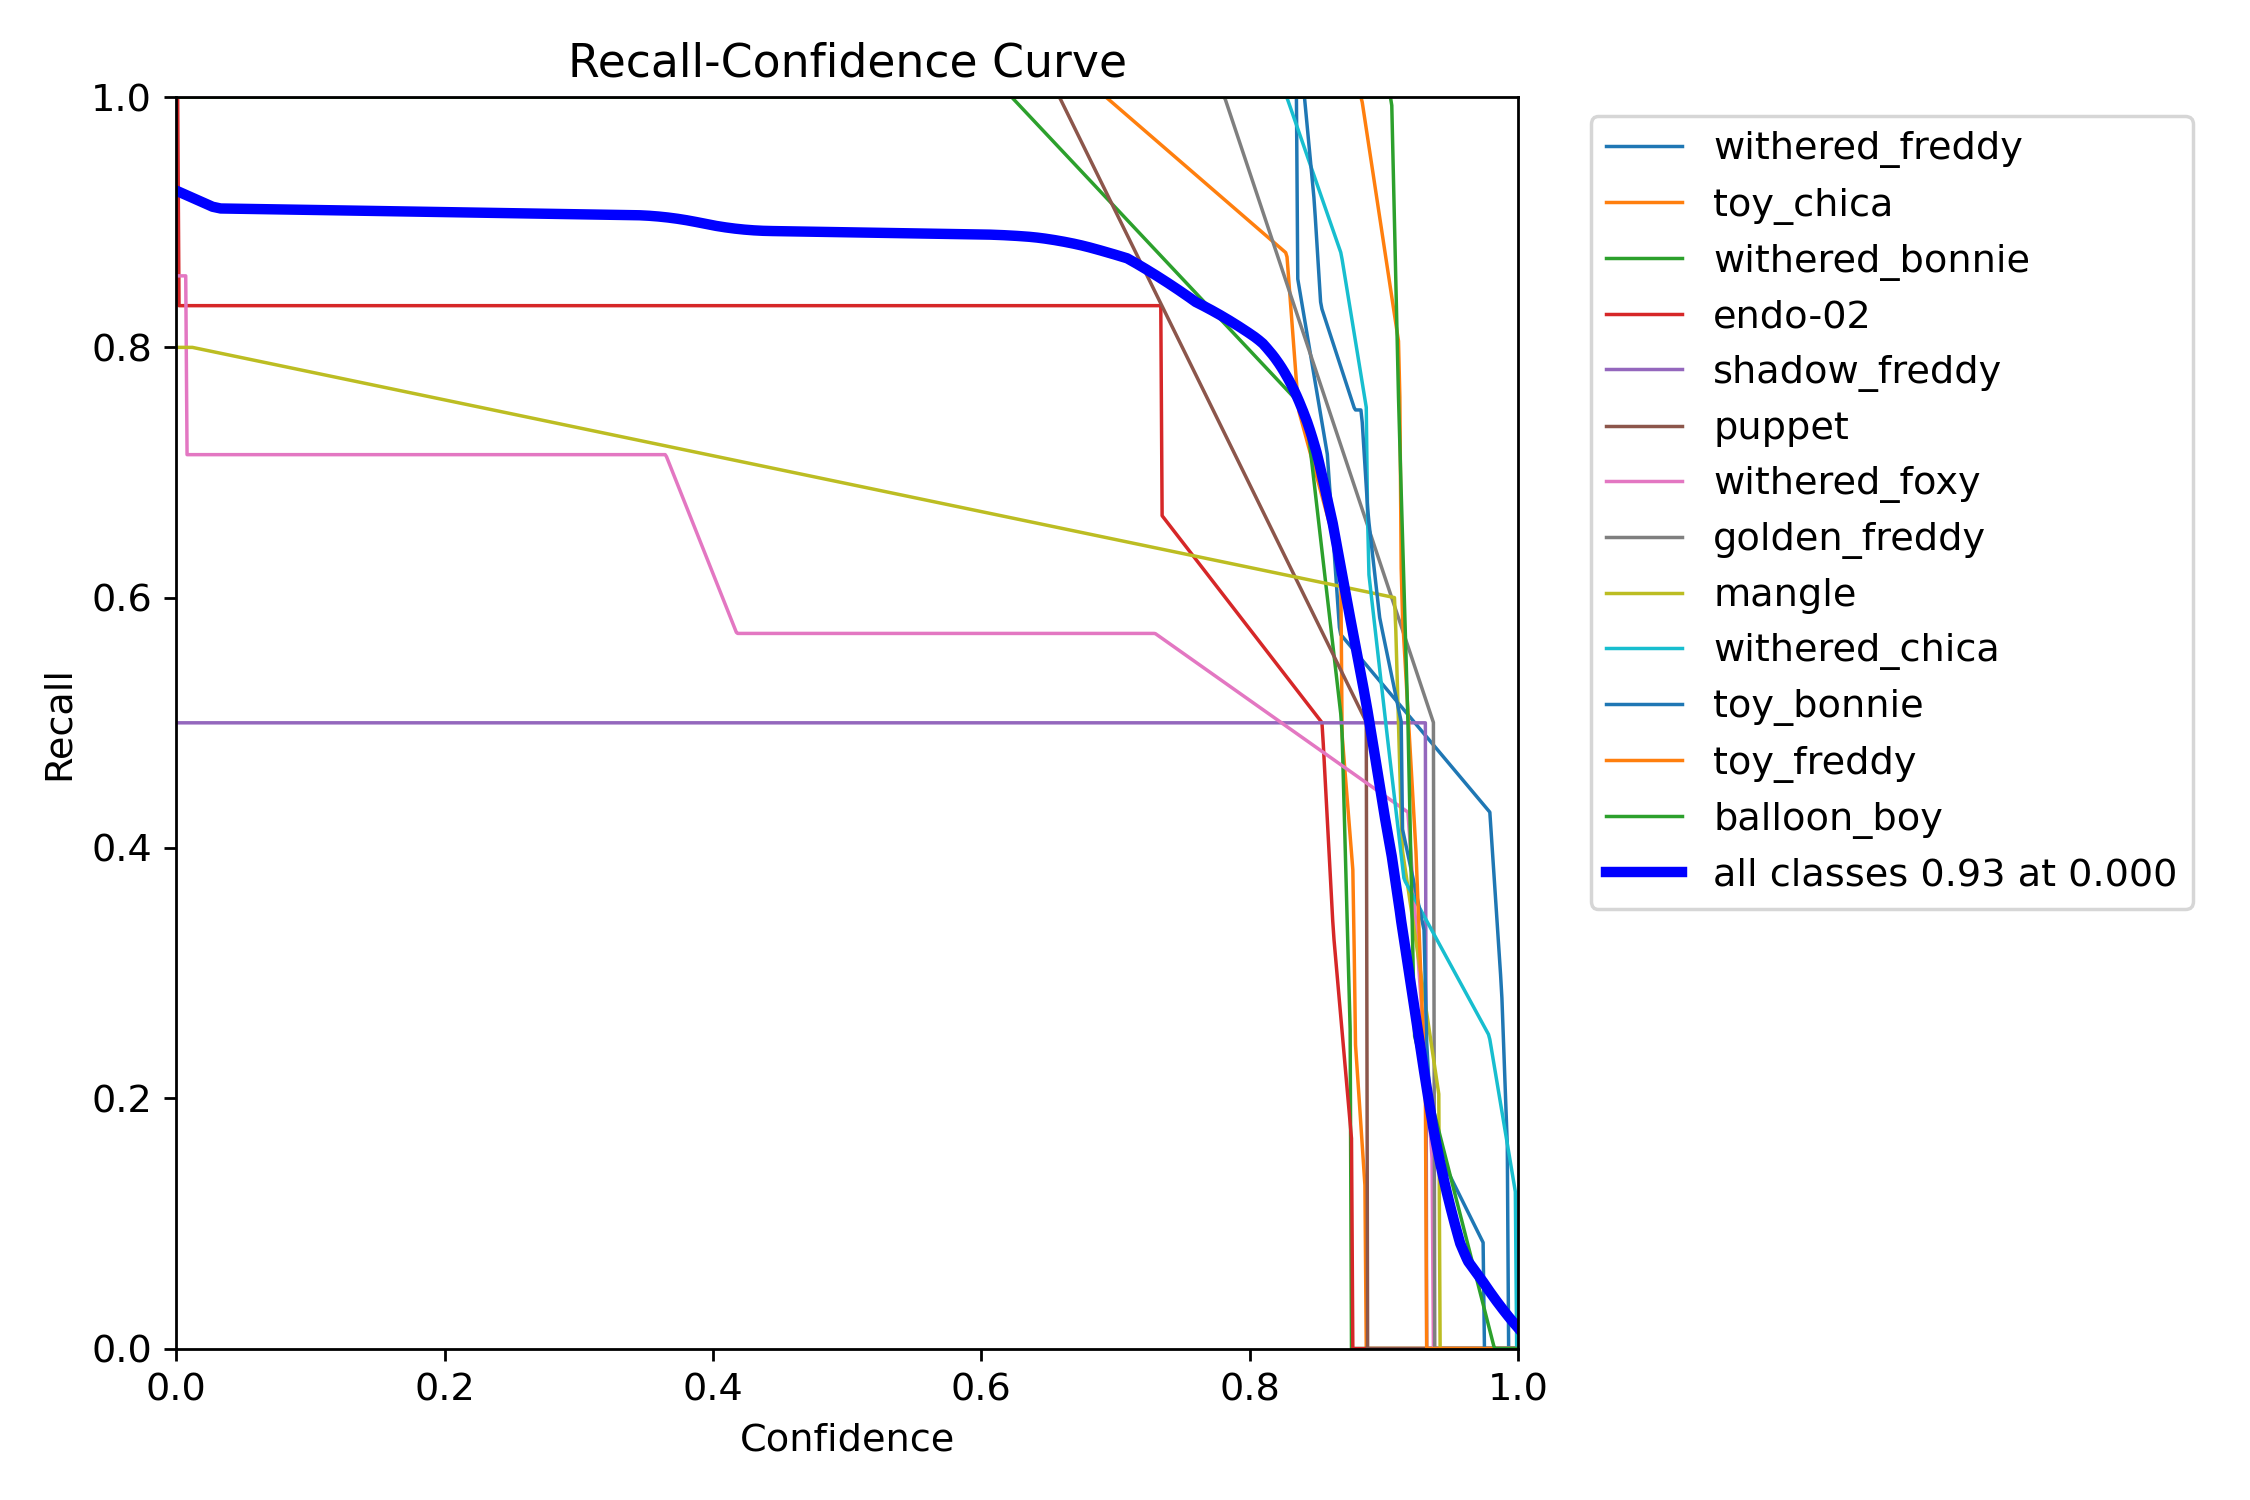 Recall-Confidence Curve
1.0
0.8
0.6
0.4
0.2
0.0
Recall
0.0 0.2 0.4 0.6 0.8 1.0
Confidence
withered_freddy
toy_chica
withered_bonnie
endo-02
shadow_freddy
puppet
withered_foxy
golden_freddy
mangle
withered_chica
toy_bonnie
toy_freddy
balloon_boy
all classes 0.93 at 0.000